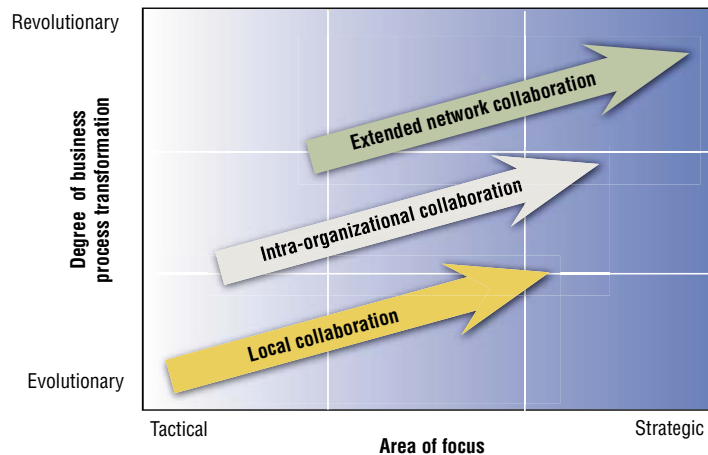 Revolutionary
Degree of business
process transformation
Evolutionary
Extended network collaboration
Intra-organizational collaboration
Local collaboration
Tactical
Strategic
Area of focus